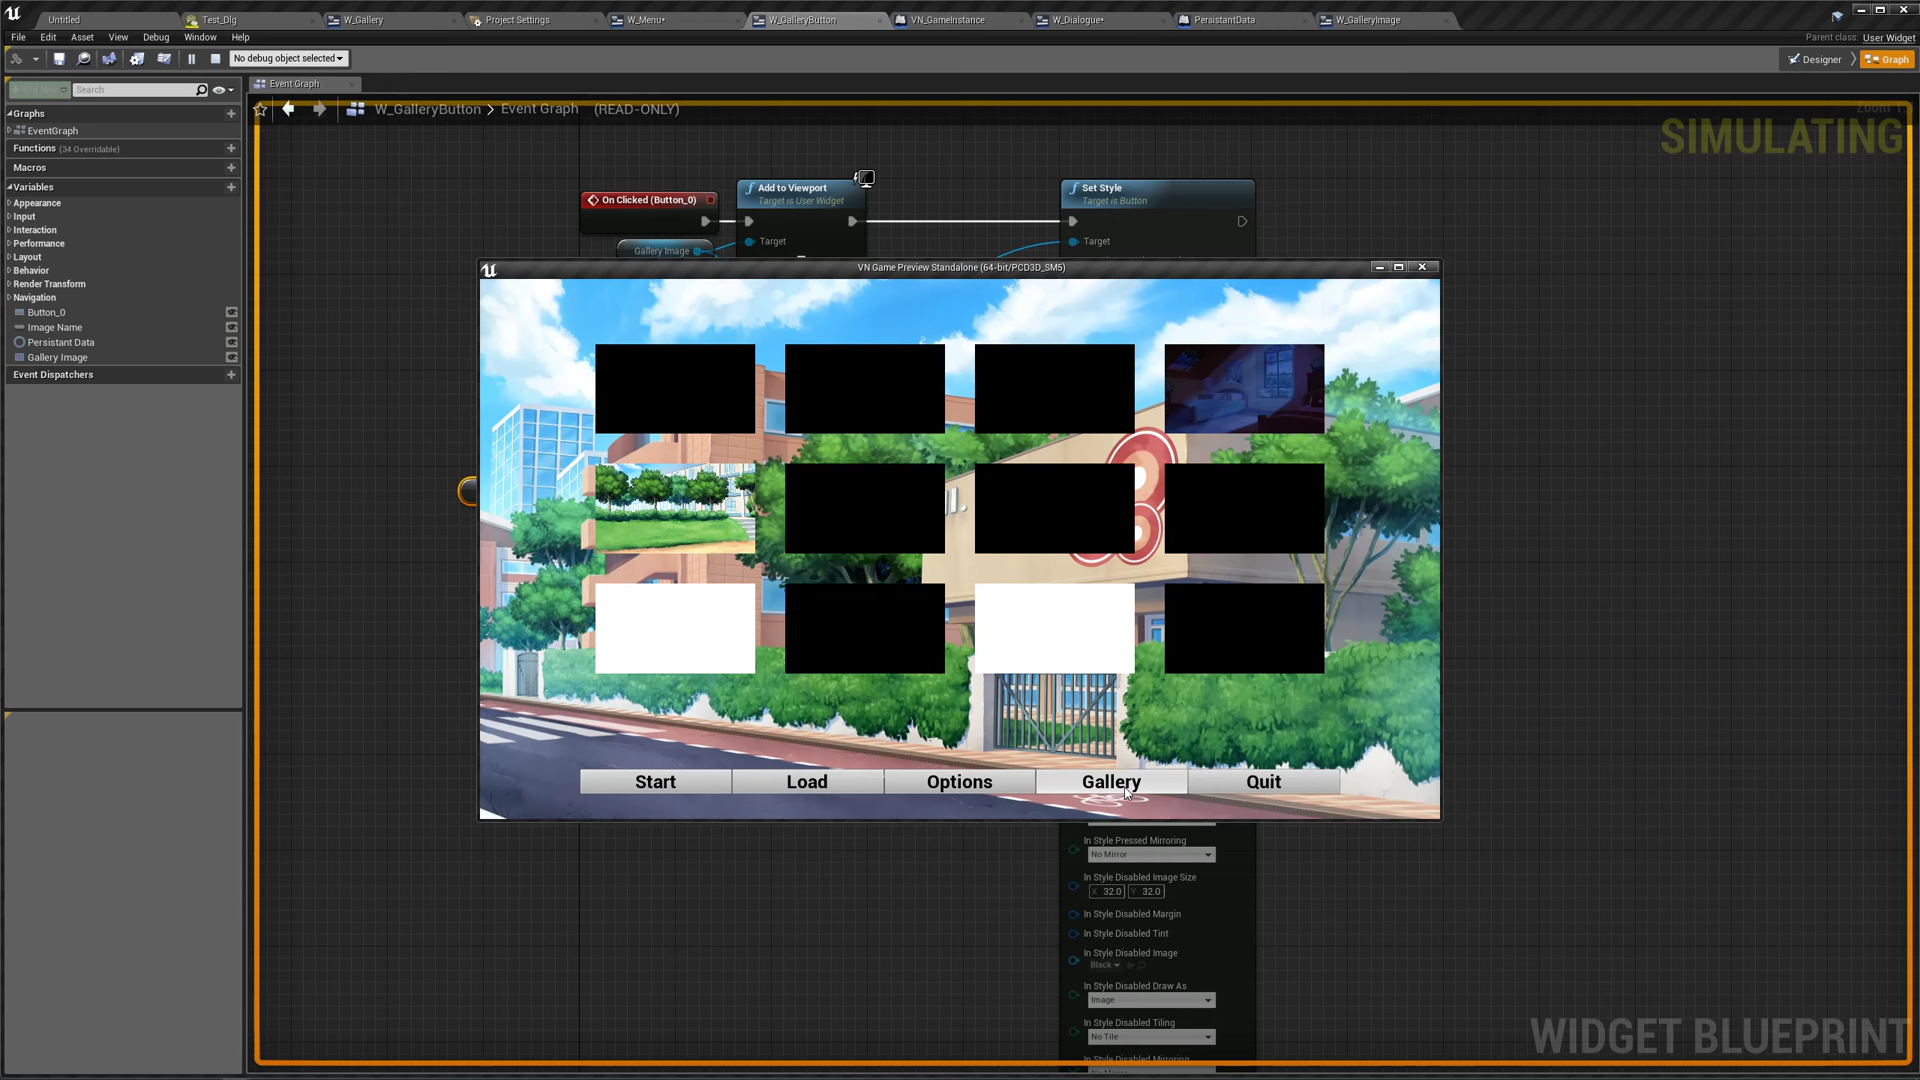 Untitled
Test_Dlg
W_Gallery
Project Settings
W_Menu*
W_GalleryButton
VN_GameInstance
W_Dialogue*
PersistantData
W_GalleryImage
File Edit Asset View Debug Window Help
Parent class: User Widget
No debug object selected
Designer
Graph
Search
Event Graph
Graphs
EventGraph
Functions (34 Overridable)
Macros
Variables
Appearance
Input
Interaction
Performance
Layout
Behavior
Render Transform
Navigation
Button_0
Image Name
Persistant Data
Gallery Image
Event Dispatchers
W_GalleryButton > Event Graph (READ-ONLY)
SIMULATING
On Clicked (Button_0)
Add to Viewport
Target is User Widget
Target
Gallery Image
Set Style
Target is Button
Target
VN Game Preview Standalone (64-bit/PCD3D_SM5)
Start
Load
Options
Gallery
Quit
In Style Pressed Mirroring
No Mirror
In Style Disabled Image Size
X 32.0 Y 32.0
In Style Disabled Margin
In Style Disabled Tint
In Style Disabled Image
Black
In Style Disabled Draw As
Image
In Style Disabled Tiling
No Tile
In Style Disabled Mirroring
WIDGET BLUEPRINT